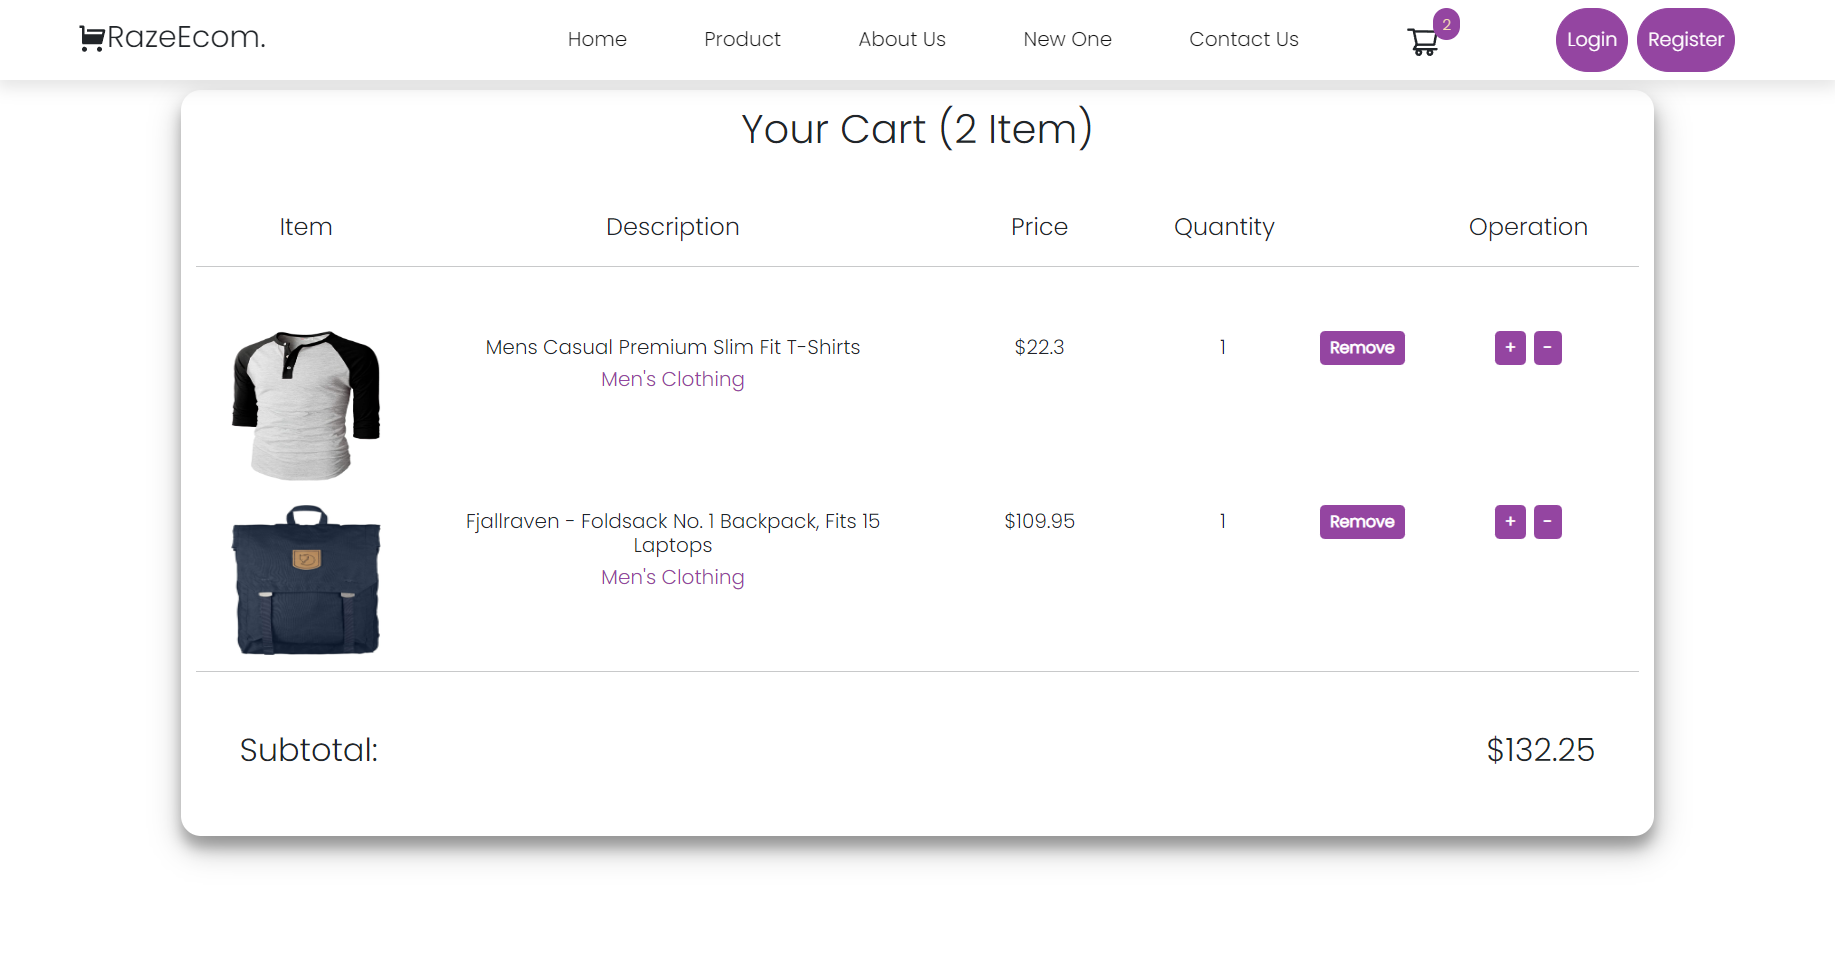 RazeEcom.
Home
Product
About Us
New One
Contact Us
2
Login
Register
Your Cart (2 Item)
Item
Description
Price
Quantity
Operation
Mens Casual Premium Slim Fit T-Shirts
Men's Clothing
$22.3
1
Remove
+
-
Fjallraven - Foldsack No. 1 Backpack, Fits 15
Laptops
Men's Clothing
$109.95
1
Remove
+
-
Subtotal:
$132.25